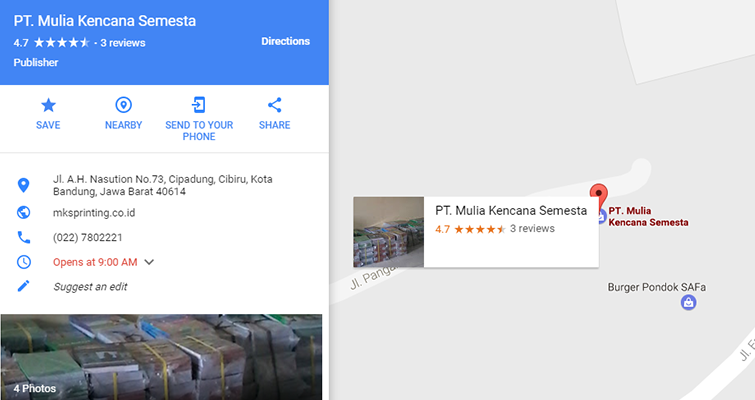 PT. Mulia Kencana Semesta
4.7 ★★★★★ · 3 reviews
Directions
Publisher
SAVE
NEARBY
SEND TO YOUR
PHONE
SHARE
Jl. A.H. Nasution No.73, Cipadung, Cibiru, Kota
Bandung, Jawa Barat 40614
mksprinting.co.id
(022) 7802221
Opens at 9:00 AM
Suggest an edit
4 Photos
PT. Mulia Kencana Semesta
4.7 ★★★★★ 3 reviews
PT. Mulia
Kencana Semesta
Burger Pondok SAFa
Jl. Panga
Jl.